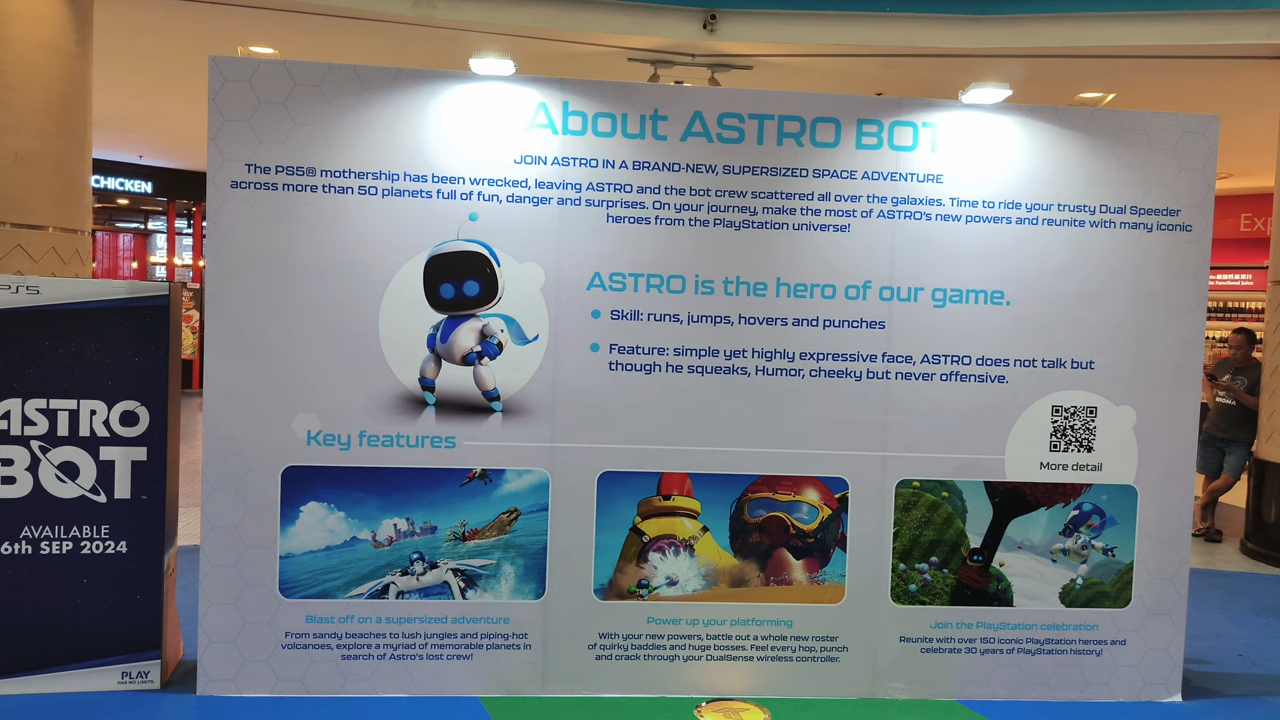 About ASTRO BOT
JOIN ASTRO IN A BRAND-NEW, SUPERSIZED SPACE ADVENTURE
The PS5® mothership has been wrecked, leaving ASTRO and the bot crew scattered all over the galaxies. Time to ride your trusty Dual Speeder
across more than 50 planets full of fun, danger and surprises. On your journey, make the most of ASTRO's new powers and reunite with many iconic
heroes from the PlayStation universe!
ASTRO is the hero of our game.
Skill: runs, jumps, hovers and punches
Feature: simple yet highly expressive face, ASTRO does not talk but
though he squeaks, Humor, cheeky but never offensive.
Key features
More detail
Blast off on a supersized adventure
From sandy beaches to lush jungles and piping-hot
volcanoes, explore a myriad of memorable planets in
search of Astro's lost crew!
Power up your platforming
With your new powers, battle out a whole new roster
of quirky baddies and huge bosses. Feel every hop, punch
and crack through your DualSense wireless controller.
Join the PlayStation celebration
Reunite with over 150 iconic PlayStation heroes and
celebrate 30 years of PlayStation history!
CHICKEN
PS5
ASTRO
BOT
AVAILABLE
6th SEP 2024
PLAY
HAS NO LIMITS
Exp
Functional Juice